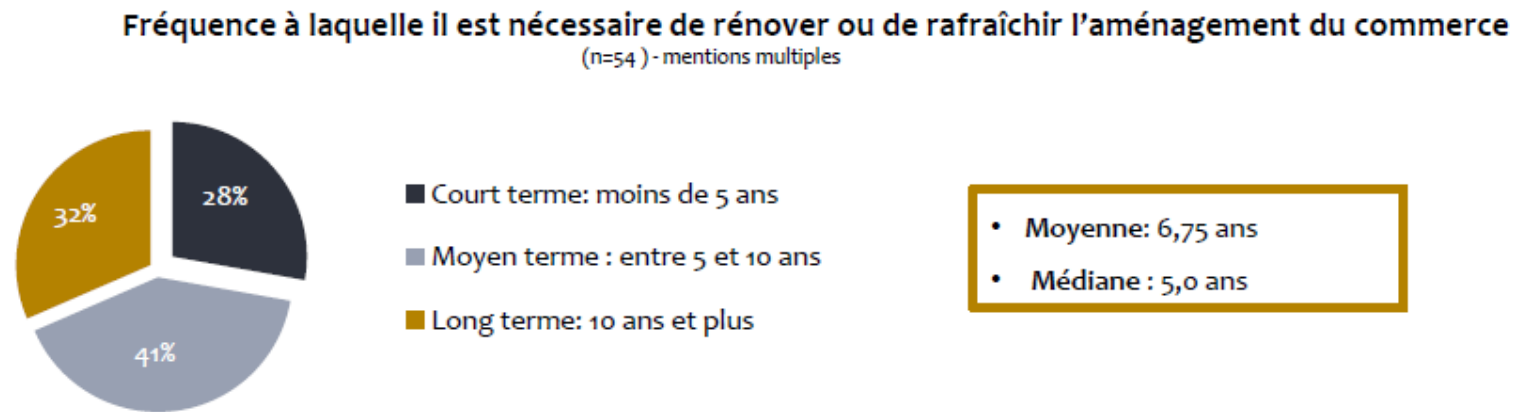 Fréquence à laquelle il est nécessaire de rénover ou de rafraîchir l'aménagement du commerce
(n=54 ) - mentions multiples
28%
32%
41%
Court terme: moins de 5 ans
Moyen terme : entre 5 et 10 ans
Long terme: 10 ans et plus
• Moyenne: 6,75 ans
• Médiane : 5,0 ans